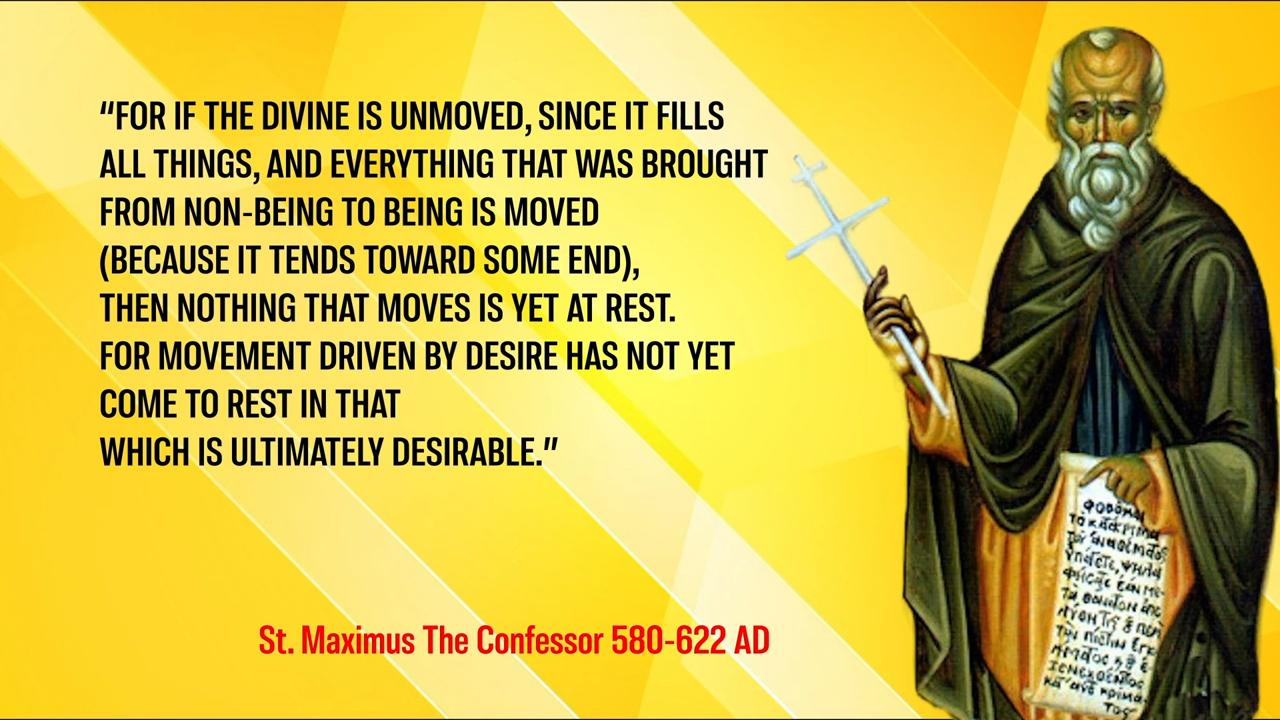 “FOR IF THE DIVINE IS UNMOVED, SINCE IT FILLS
ALL THINGS, AND EVERYTHING THAT WAS BROUGHT
FROM NON-BEING TO BEING IS MOVED
(BECAUSE IT TENDS TOWARD SOME END),
THEN NOTHING THAT MOVES IS YET AT REST.
FOR MOVEMENT DRIVEN BY DESIRE HAS NOT YET
COME TO REST IN THAT
WHICH IS ULTIMATELY DESIRABLE.”
St. Maximus The Confessor 580-622 AD